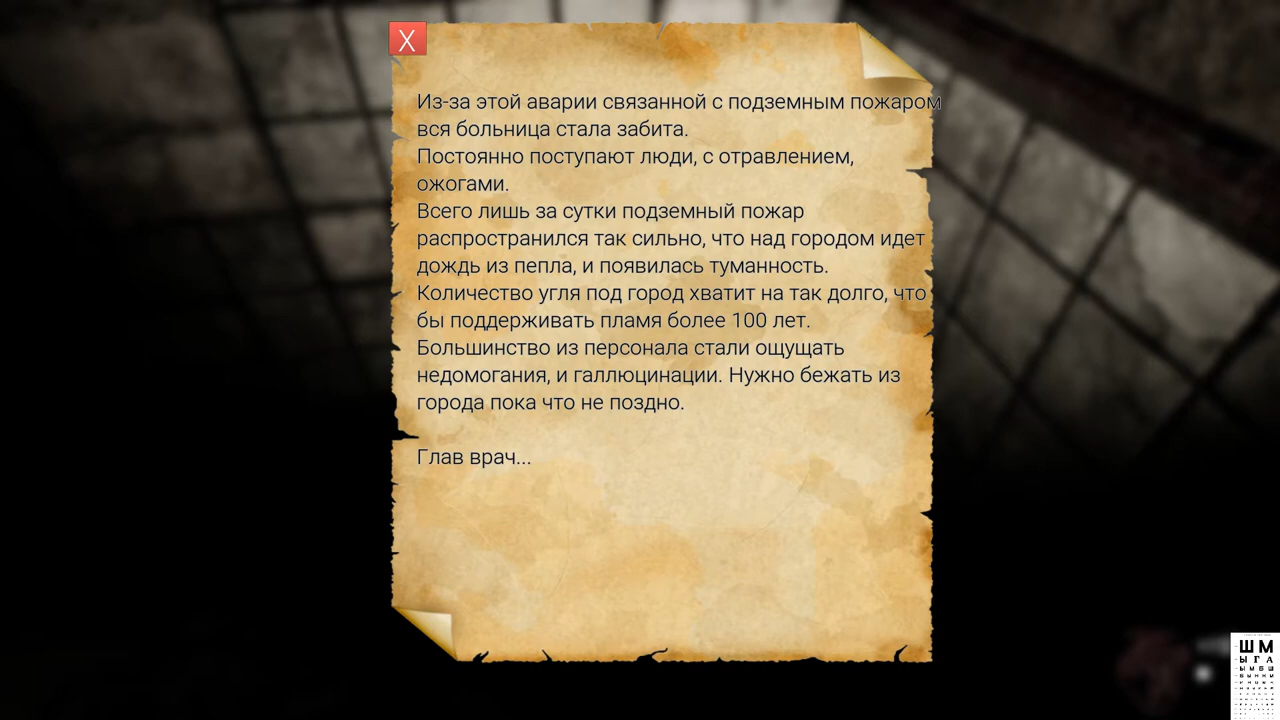 X
Из-за этой аварии связанной с подземным пожаром
вся больница стала забита.
Постоянно поступают люди, с отравлением,
ожогами.
Всего лишь за сутки подземный пожар
распространился так сильно, что над городом идет
дождь из пепла, и появилась туманность.
Количество угля под город хватит на так долго, что
бы поддерживать пламя более 100 лет.
Большинство из персонала стали ощущать
недомогания, и галлюцинации. Нужно бежать из
города пока что не поздно.
Глав врач...
Ш М
Ы Г А
Ы М Б Ш